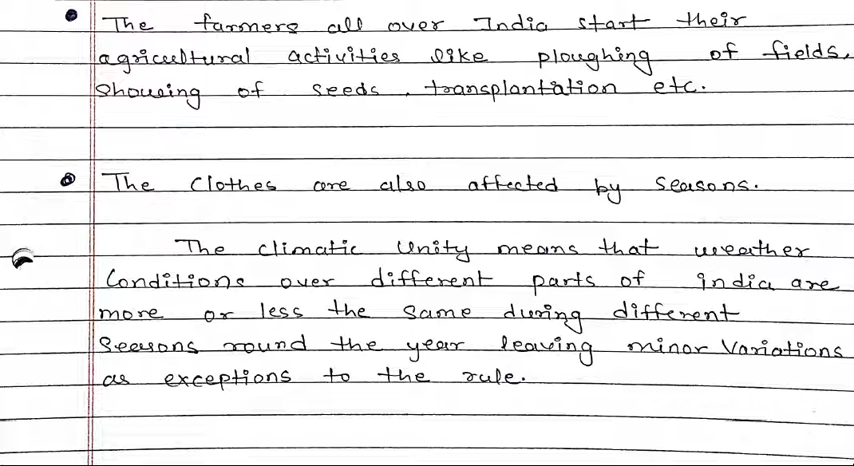 The farmers all over India start their
agricultural activities like ploughing of fields,
Showing of seeds, transplantation etc.
The Clothes are also affected by seasons.
The climatic unity means that weather
Conditions over different parts of india are
more or less the same during different
Seasons round the year leaving minor Variations
as exceptions to the rule.